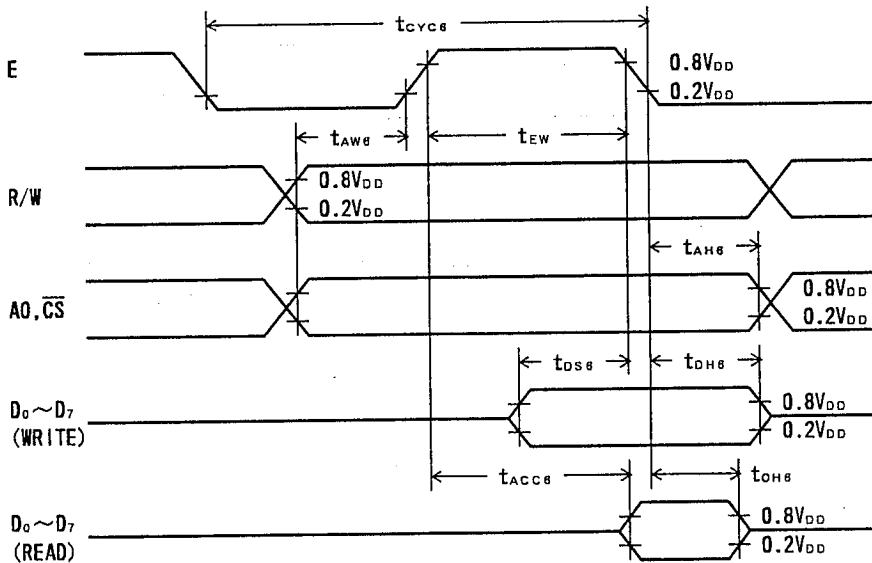 tCYC6
E
0.8VDD
0.2VDD
tAW6
tEW
R/W
0.8VDD
0.2VDD
tAH6
A0, C̅S̅
0.8VDD
0.2VDD
tDS6
tDH6
D0～D7
(WRITE)
0.8VDD
0.2VDD
tACC6
tOH6
D0～D7
(READ)
0.8VDD
0.2VDD